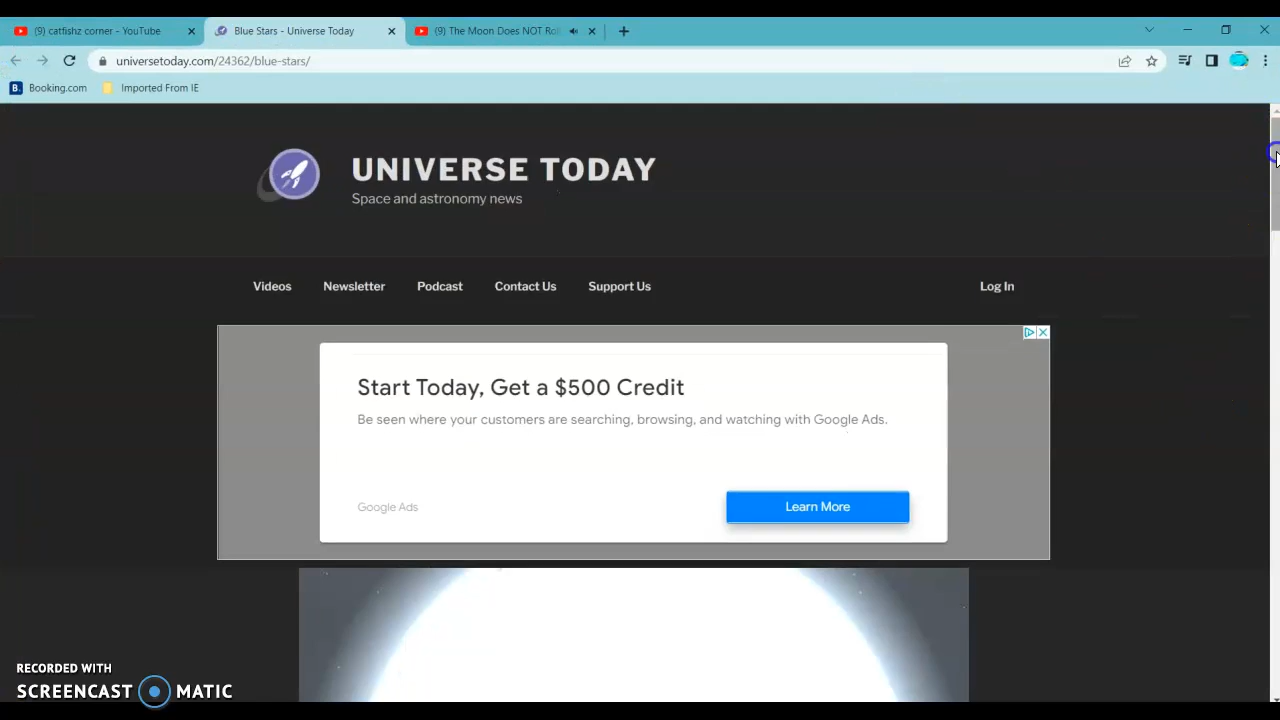 (9) catfishz corner - YouTube
Blue Stars - Universe Today
(9) The Moon Does NOT Rol
universetoday.com/24362/blue-stars/
B. Booking.com
Imported From IE
UNIVERSE TODAY
Space and astronomy news
Videos
Newsletter
Podcast
Contact Us
Support Us
Log In
Start Today, Get a $500 Credit
Be seen where your customers are searching, browsing, and watching with Google Ads.
Google Ads
Learn More
RECORDED WITH
SCREENCAST MATIC